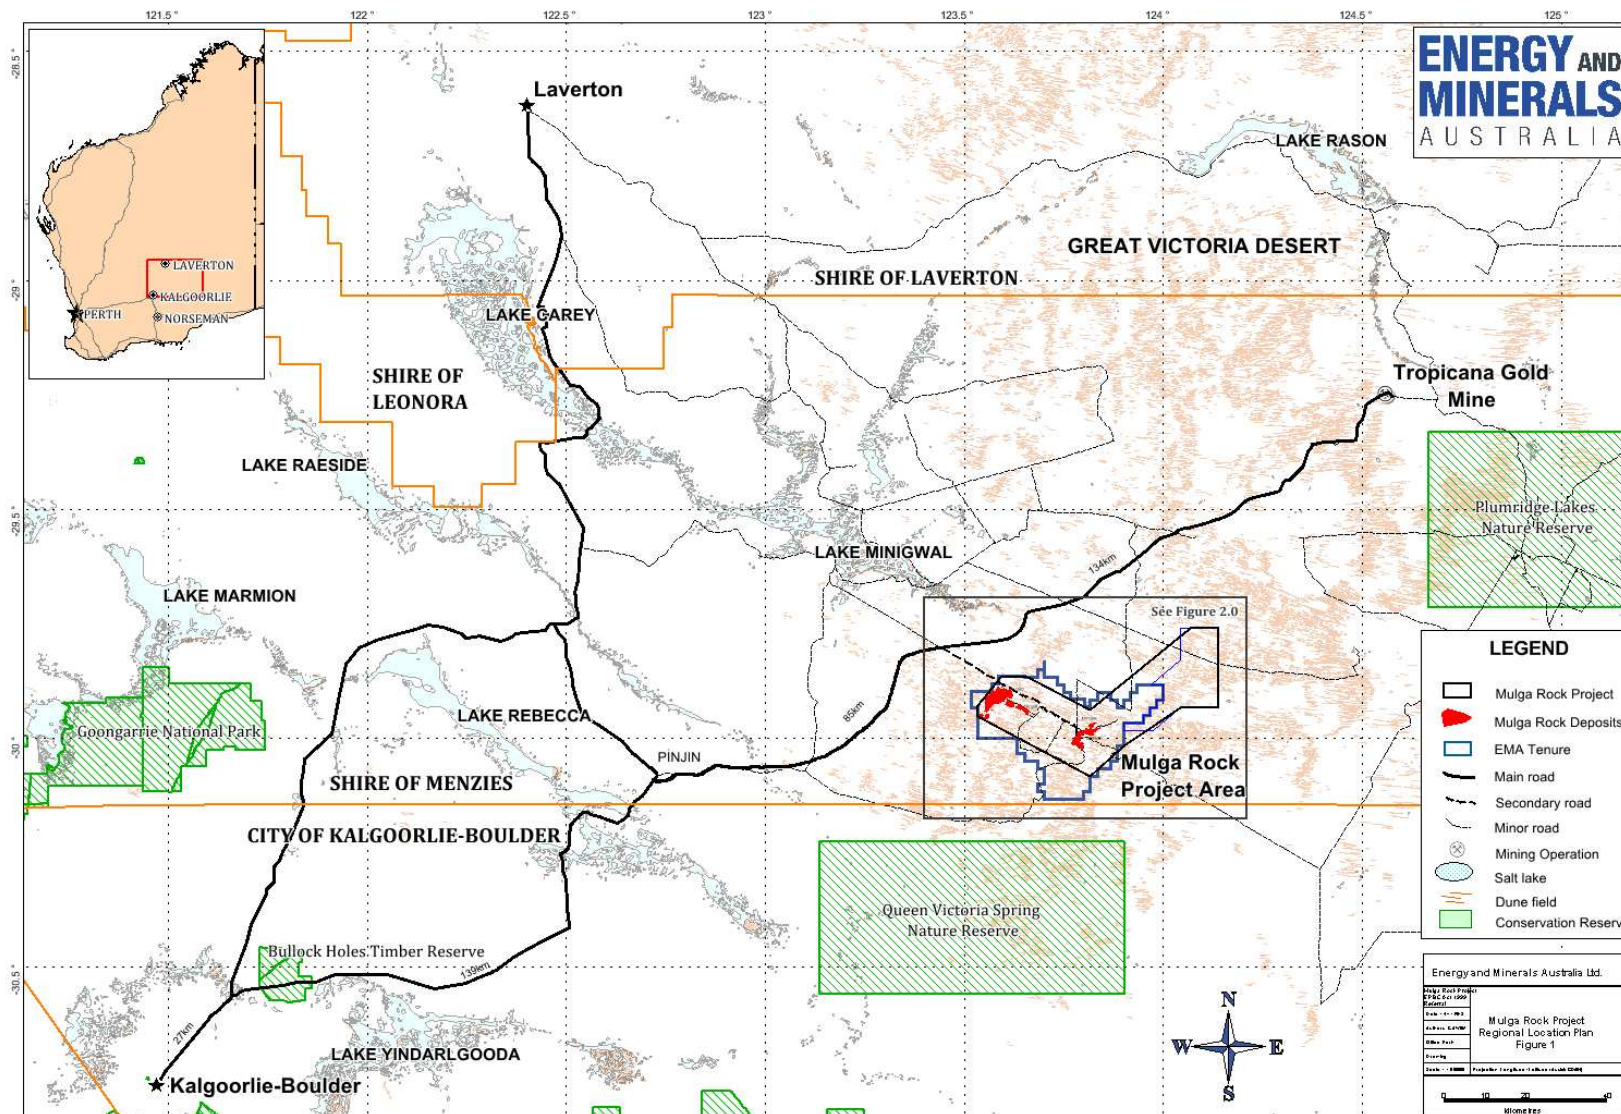 121.5 °
122 °
122.5 °
123 °
123.5 °
124 °
124.5 °
125 °
-28.5 °
-29 °
-29.5 °
-30 °
-30.5 °
ENERGY AND
MINERALS
AUSTRALIA
LAVERTON
KALGOORLIE
PERTH
NORSEMAN
Laverton
LAKE RASON
GREAT VICTORIA DESERT
SHIRE OF LAVERTON
LAKE CAREY
SHIRE OF
LEONORA
Tropicana Gold
Mine
LAKE RAESIDE
Plumridge Lakes
Nature Reserve
LAKE MINIGWAL
134km
LAKE MARMION
See Figure 2.0
85km
LAKE REBECCA
Goongarrie National Park
PINJIN
Mulga Rock
Project Area
SHIRE OF MENZIES
CITY OF KALGOORLIE-BOULDER
Queen Victoria Spring
Nature Reserve
Bullock Holes Timber Reserve
139km
27km
LAKE YINDARLGOODA
Kalgoorlie-Boulder
N
W
E
S
LEGEND
Mulga Rock Project
Mulga Rock Deposits
EMA Tenure
Main road
Secondary road
Minor road
Mining Operation
Salt lake
Dune field
Conservation Reserv
Energy and Minerals Australia Ltd.
Mulga Rock Project
Regional Location Plan
Figure 1
0 10 20 40
kilometres